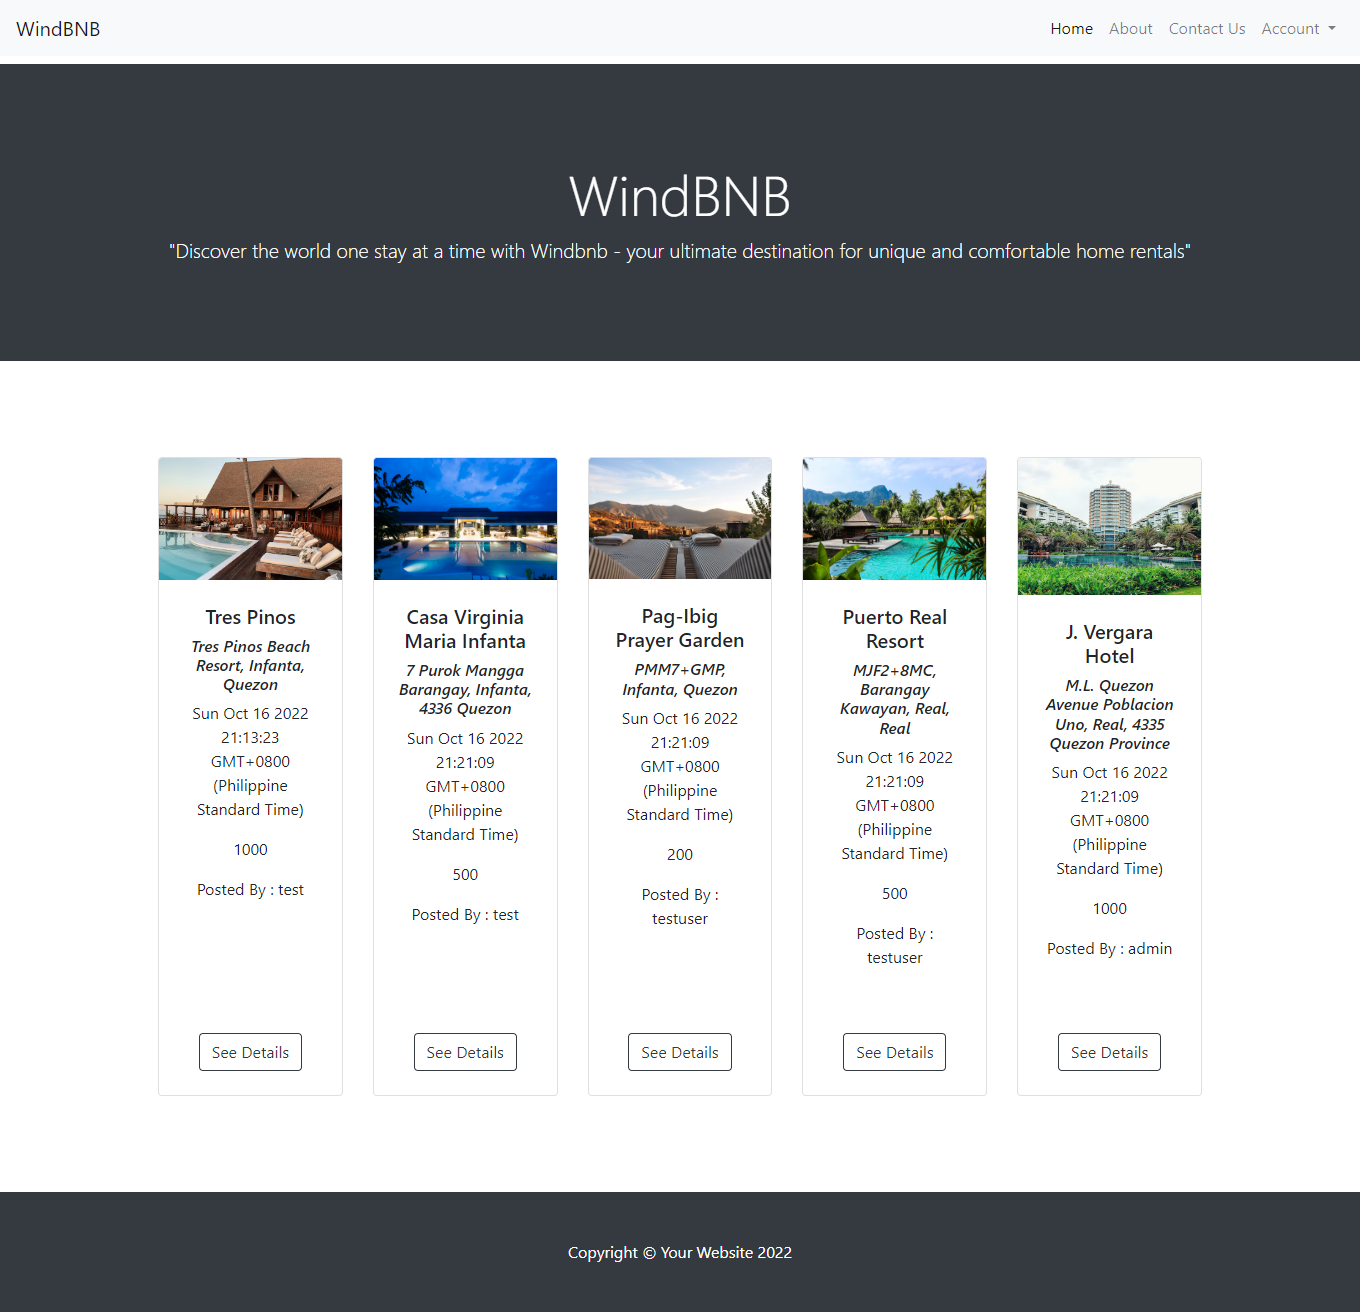 WindBNB
Home About Contact Us Account
WindBNB
"Discover the world one stay at a time with Windbnb - your ultimate destination for unique and comfortable home rentals"
Tres Pinos
Tres Pinos Beach
Resort, Infanta,
Quezon
Sun Oct 16 2022
21:13:23
GMT+0800
(Philippine
Standard Time)
1000
Posted By : test
See Details
Casa Virginia
Maria Infanta
7 Purok Mangga
Barangay, Infanta,
4336 Quezon
Sun Oct 16 2022
21:21:09
GMT+0800
(Philippine
Standard Time)
500
Posted By : test
See Details
Pag-Ibig
Prayer Garden
PMM7+GMP,
Infanta, Quezon
Sun Oct 16 2022
21:21:09
GMT+0800
(Philippine
Standard Time)
200
Posted By :
testuser
See Details
Puerto Real
Resort
MJF2+8MC,
Barangay
Kawayan, Real,
Real
Sun Oct 16 2022
21:21:09
GMT+0800
(Philippine
Standard Time)
500
Posted By :
testuser
See Details
J. Vergara
Hotel
M.L. Quezon
Avenue Poblacion
Uno, Real, 4335
Quezon Province
Sun Oct 16 2022
21:21:09
GMT+0800
(Philippine
Standard Time)
1000
Posted By : admin
See Details
Copyright © Your Website 2022